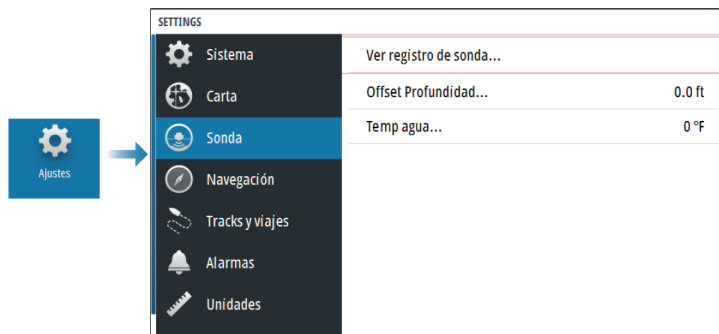 SETTINGS
Ajustes
Sistema
Carta
Sonda
Navegación
Tracks y viajes
Alarmas
Unidades
Ver registro de sonda...
Offset Profundidad... 0.0 ft
Temp agua... 0 °F